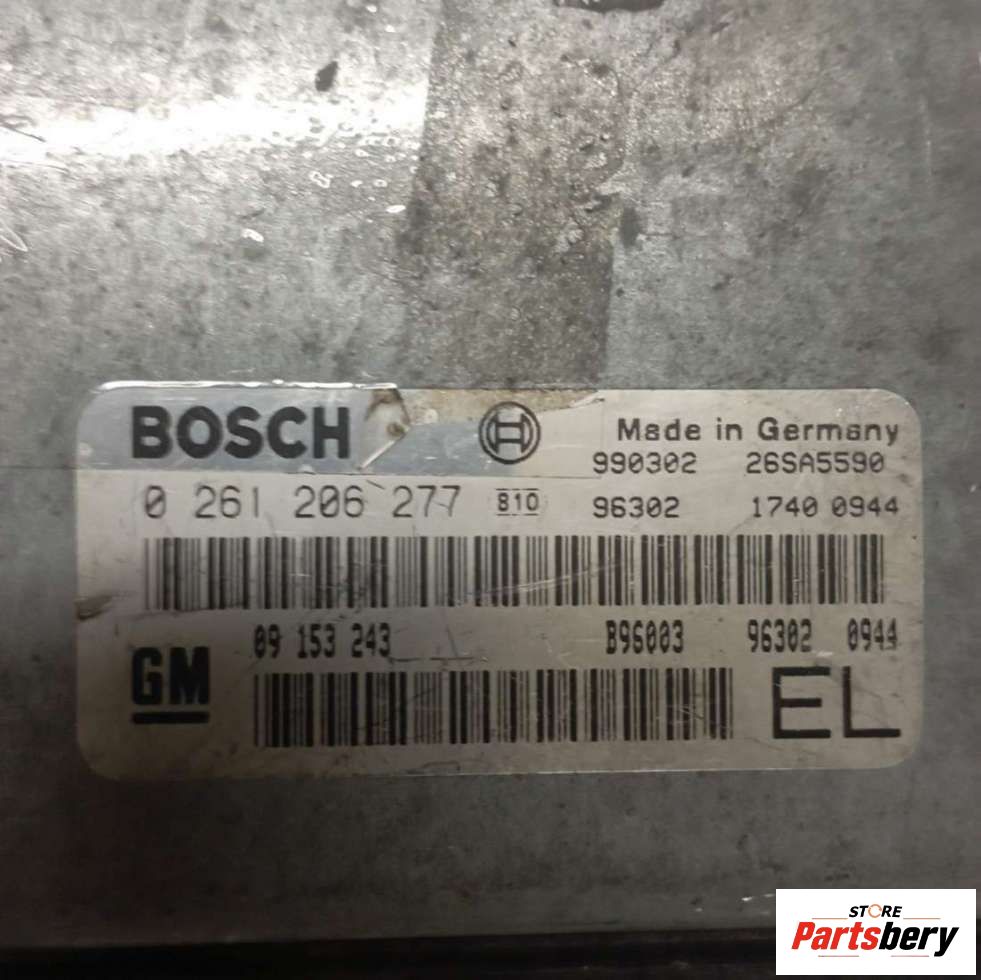 BOSCH
Made in Germany
990302 26SA5590
0 261 206 277 B10 96302 1740 0944
09 153 243 B96003 96302 0944
GM
EL
STORE
Partsbery